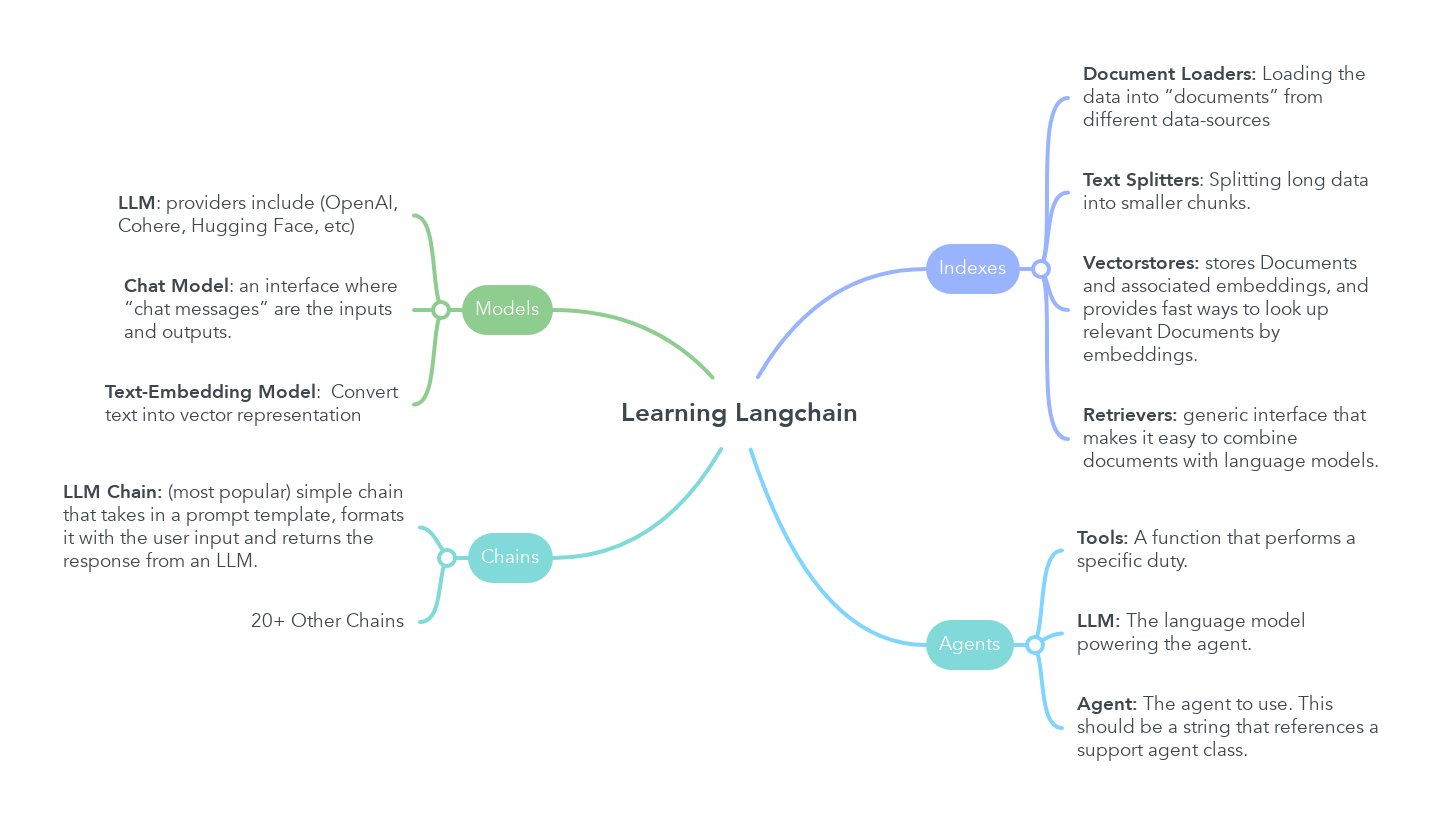 Learning Langchain
Models
LLM: providers include (OpenAI,
Cohere, Hugging Face, etc)
Chat Model: an interface where
“chat messages” are the inputs
and outputs.
Text-Embedding Model:  Convert
text into vector representation
Chains
LLM Chain: (most popular) simple chain
that takes in a prompt template, formats
it with the user input and returns the
response from an LLM.
20+ Other Chains
Indexes
Document Loaders: Loading the
data into “documents” from
different data-sources
Text Splitters: Splitting long data
into smaller chunks.
Vectorstores: stores Documents
and associated embeddings, and
provides fast ways to look up
relevant Documents by
embeddings.
Retrievers: generic interface that
makes it easy to combine
documents with language models.
Agents
Tools: A function that performs a
specific duty.
LLM: The language model
powering the agent.
Agent: The agent to use. This
should be a string that references a
support agent class.